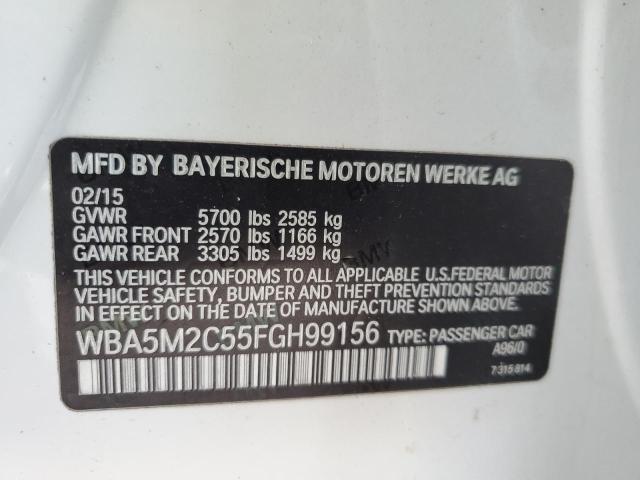 MFD BY BAYERISCHE MOTOREN WERKE AG
02/15
GVWR 5700 lbs 2585 kg
GAWR FRONT 2570 lbs 1166 kg
GAWR REAR 3305 lbs 1499 kg
THIS VEHICLE CONFORMS TO ALL APPLICABLE U.S.FEDERAL MOTOR
VEHICLE SAFETY, BUMPER AND THEFT PREVENTION STANDARDS
IN EFFECT ON THE DATE OF MANUFACTURE SHOWN ABOVE.
WBA5M2C55FGH99156 TYPE: PASSENGER CAR
A96/0
7 315 814